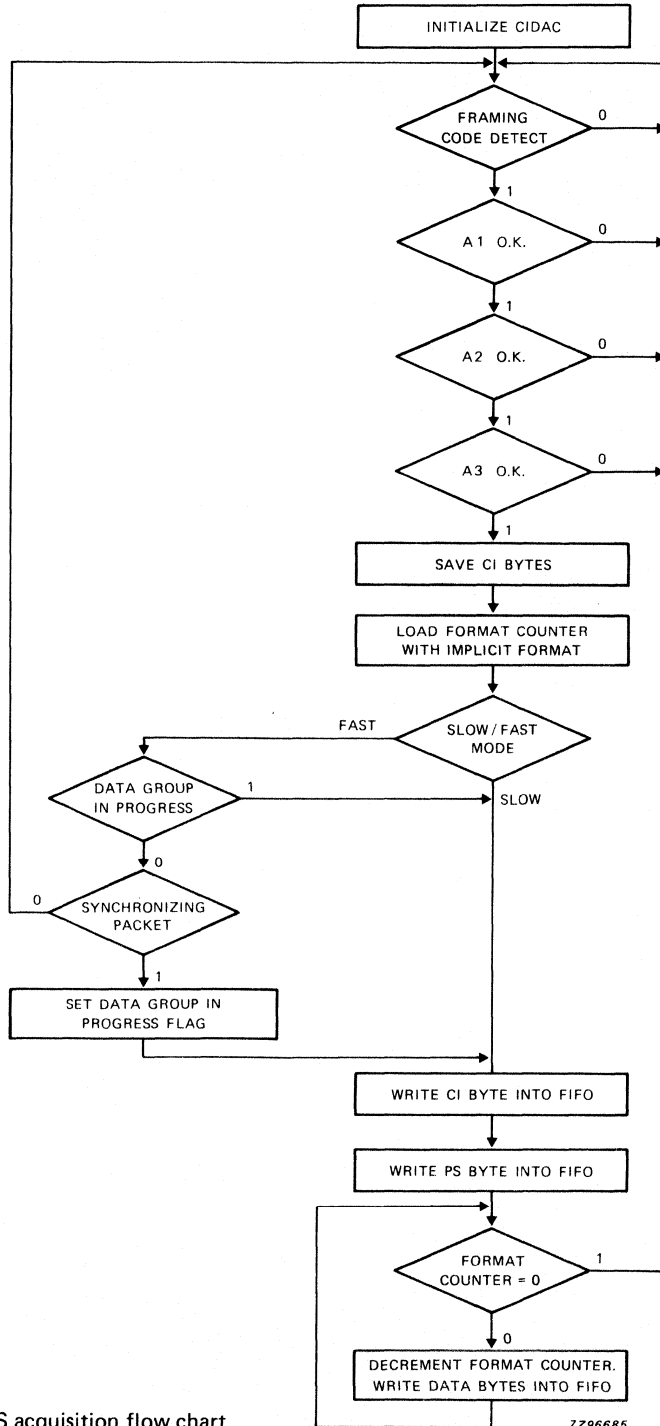 INITIALIZE CIDAC
FRAMING
CODE DETECT
0
1
A1 O.K.
0
1
A2 O.K.
0
1
A3 O.K.
0
1
SAVE CI BYTES
LOAD FORMAT COUNTER
WITH IMPLICIT FORMAT
SLOW/FAST
MODE
FAST
SLOW
DATA GROUP
IN PROGRESS
1
0
SYNCHRONIZING
PACKET
0
1
SET DATA GROUP IN
PROGRESS FLAG
WRITE CI BYTE INTO FIFO
WRITE PS BYTE INTO FIFO
FORMAT
COUNTER = 0
1
0
DECREMENT FORMAT COUNTER.
WRITE DATA BYTES INTO FIFO
S acquisition flow chart
7Z96685